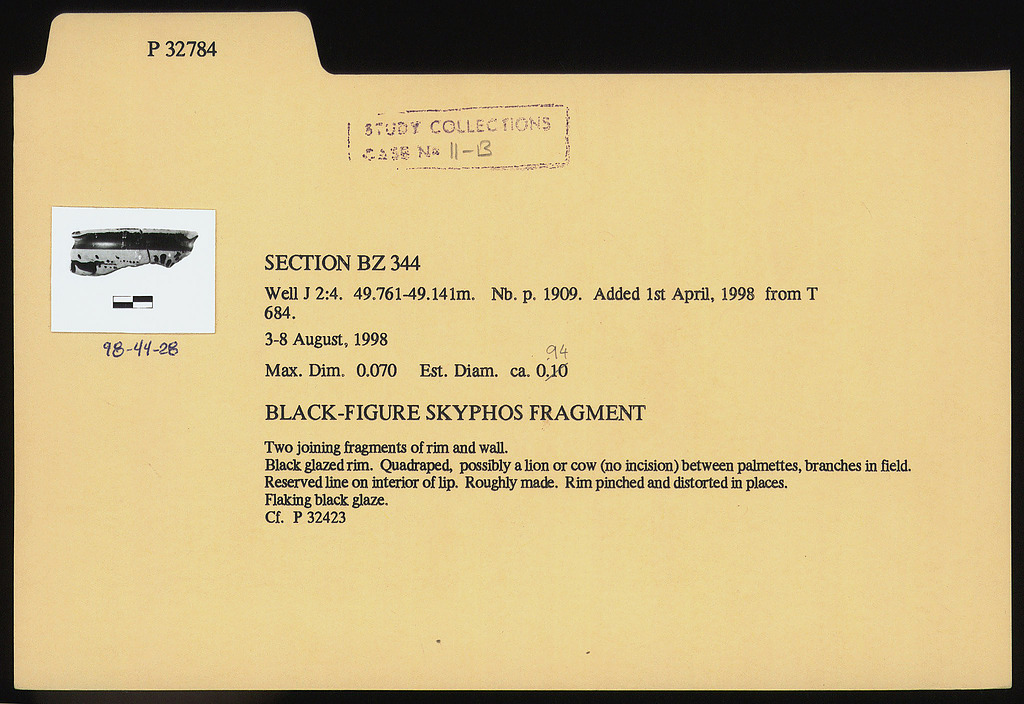 P 32784
STUDY COLLECTIONS
CASE No 11-B
SECTION BZ 344
Well J 2:4. 49.761-49.141m. Nb. p. 1909. Added 1st April, 1998 from T
684.
3-8 August, 1998
94
Max. Dim. 0.070 Est. Diam. ca. 0.10
98-44-28
BLACK-FIGURE SKYPHOS FRAGMENT
Two joining fragments of rim and wall.
Black glazed rim. Quadraped, possibly a lion or cow (no incision) between palmettes, branches in field.
Reserved line on interior of lip. Roughly made. Rim pinched and distorted in places.
Flaking black glaze.
Cf. P 32423